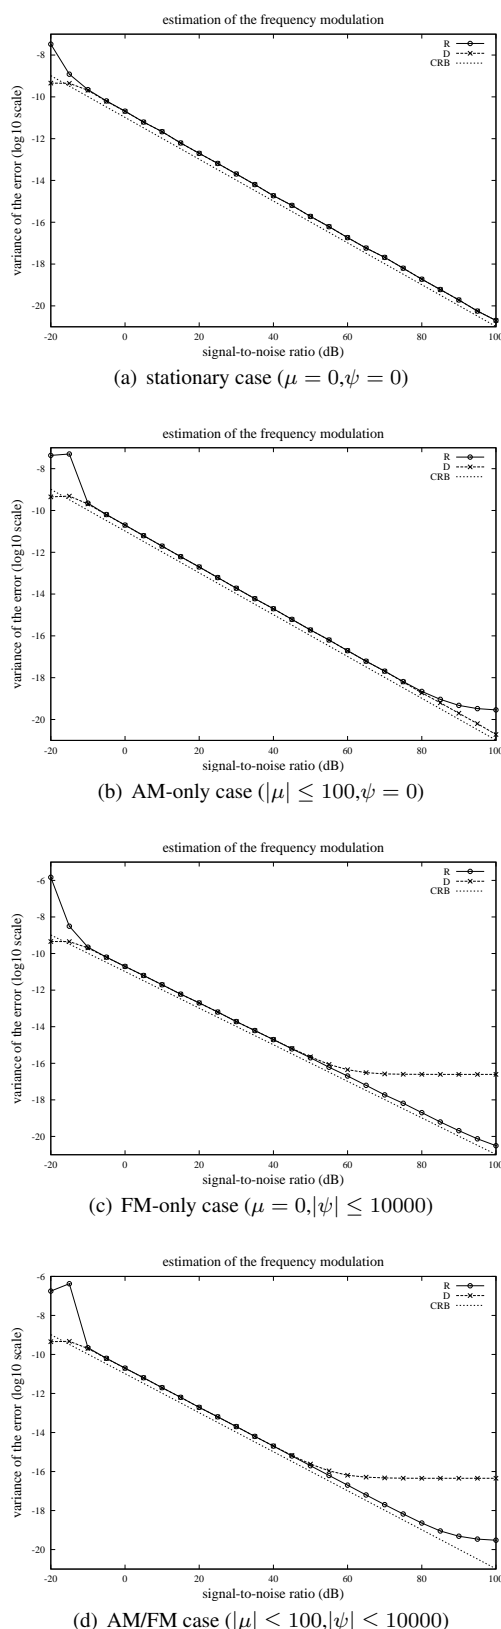 estimation of the frequency modulation
R
D
CRB
-8
-10
-12
-14
-16
-18
-20
variance of the error (log10 scale)
-20 0 20 40 60 80 100
signal-to-noise ratio (dB)
(a) stationary case (μ = 0,ψ = 0)
estimation of the frequency modulation
R
D
CRB
-8
-10
-12
-14
-16
-18
-20
variance of the error (log10 scale)
-20 0 20 40 60 80 100
signal-to-noise ratio (dB)
(b) AM-only case (|μ| ≤ 100,ψ = 0)
estimation of the frequency modulation
R
D
CRB
-6
-8
-10
-12
-14
-16
-18
-20
variance of the error (log10 scale)
-20 0 20 40 60 80 100
signal-to-noise ratio (dB)
(c) FM-only case (μ = 0,|ψ| ≤ 10000)
estimation of the frequency modulation
R
D
CRB
-6
-8
-10
-12
-14
-16
-18
-20
variance of the error (log10 scale)
-20 0 20 40 60 80 100
signal-to-noise ratio (dB)
(d) AM/FM case (|μ| < 100,|ψ| < 10000)